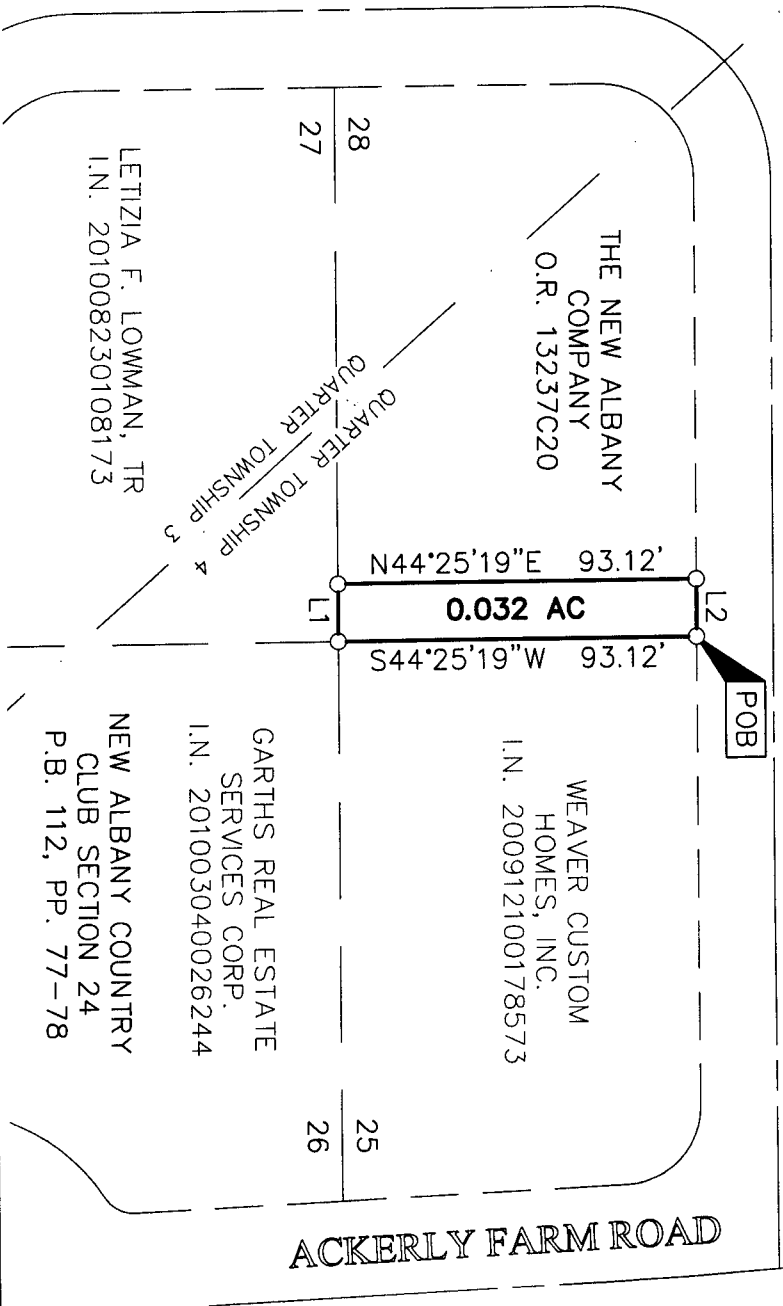 28
27
THE NEW ALBANY
COMPANY
O.R. 13237C20
LETIZIA F. LOWMAN, TR
I.N. 201008230108173
QUARTER TOWNSHIP 3
QUARTER TOWNSHIP 4
N44°25'19"E 93.12'
L1
0.032 AC
L2
S44°25'19"W 93.12'
POB
WEAVER CUSTOM
HOMES, INC.
I.N. 200912100178573
GARTHS REAL ESTATE
SERVICES CORP.
I.N. 201003040026244
NEW ALBANY COUNTRY
CLUB SECTION 24
P.B. 112, PP. 77-78
25
26
ACKERLY FARM ROAD